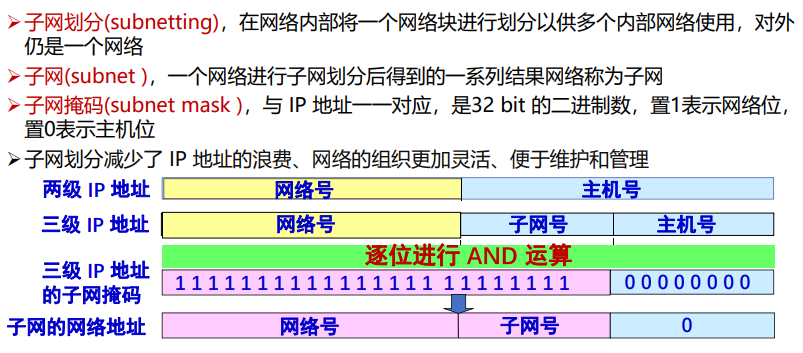 ➢子网划分(subnetting)，在网络内部将一个网络块进行划分以供多个内部网络使用，对外
仍是一个网络
➢子网(subnet )，一个网络进行子网划分后得到的一系列结果网络称为子网
➢子网掩码(subnet mask )，与 IP 地址一一对应，是32 bit 的二进制数，置1表示网络位，
置0表示主机位
➢子网划分减少了 IP 地址的浪费、网络的组织更加灵活、便于维护和管理
两级 IP 地址 网络号 主机号
三级 IP 地址 网络号 子网号 主机号
逐位进行 AND 运算
三级 IP 地址
的子网掩码 1 1 1 1 1 1 1 1 1 1 1 1 1 1 1 1 1 1 1 1 1 1 1 1 0 0 0 0 0 0 0 0
子网的网络地址 网络号 子网号 0